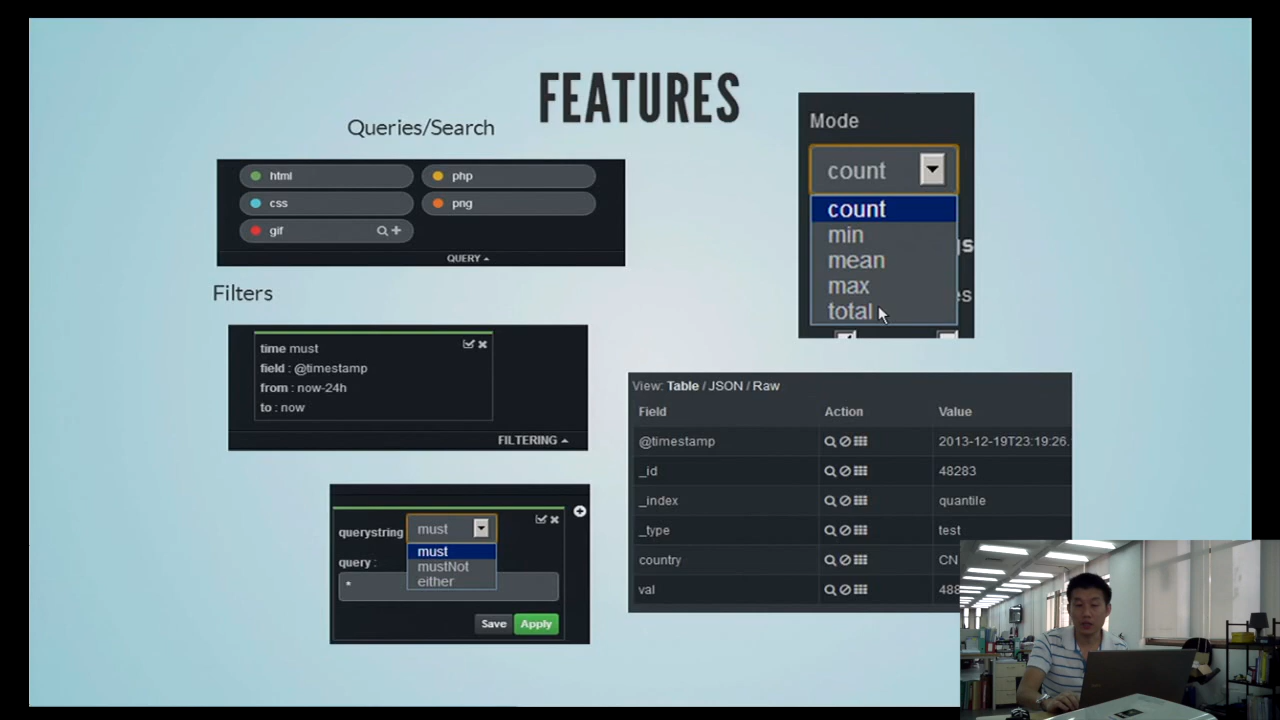 FEATURES
Queries/Search
html
php
css
png
gif
QUERY
Filters
time must
field : @timestamp
from : now-24h
to : now
FILTERING
querystring must
must
mustNot
either
query :
*
Save Apply
Mode
count
count
min
mean
max
total
View: Table / JSON / Raw
Field Action Value
@timestamp 2013-12-19T23:19:26.
_id 48283
_index quantile
_type test
country CN
val 488